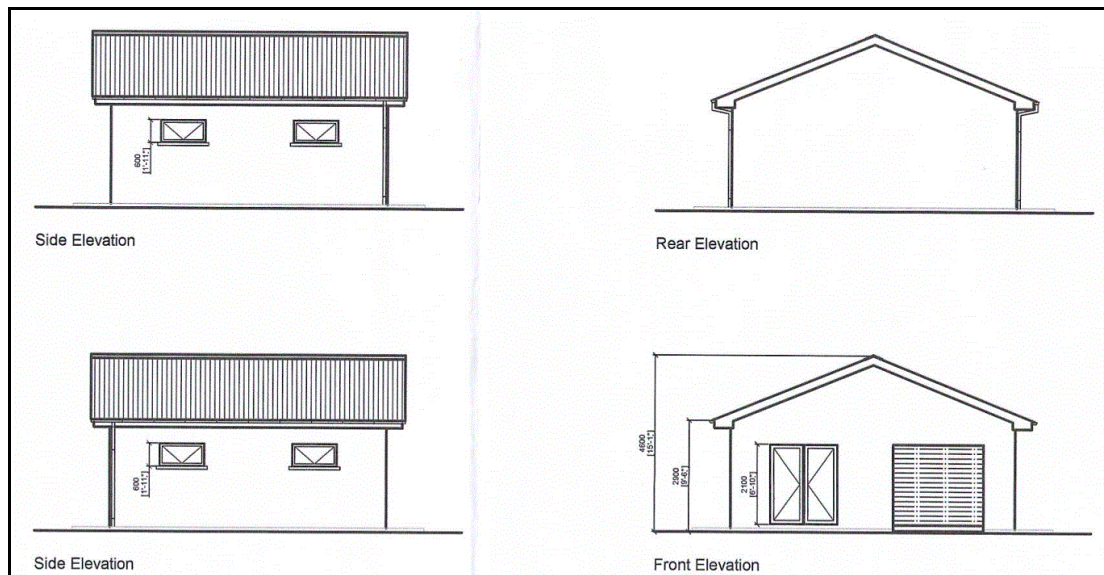 600
[1'-11"]
Side Elevation
Rear Elevation
600
[1'-11"]
Side Elevation
4600
[15'-1"]
2900
[9'-6"]
2100
[6'-10"]
Front Elevation